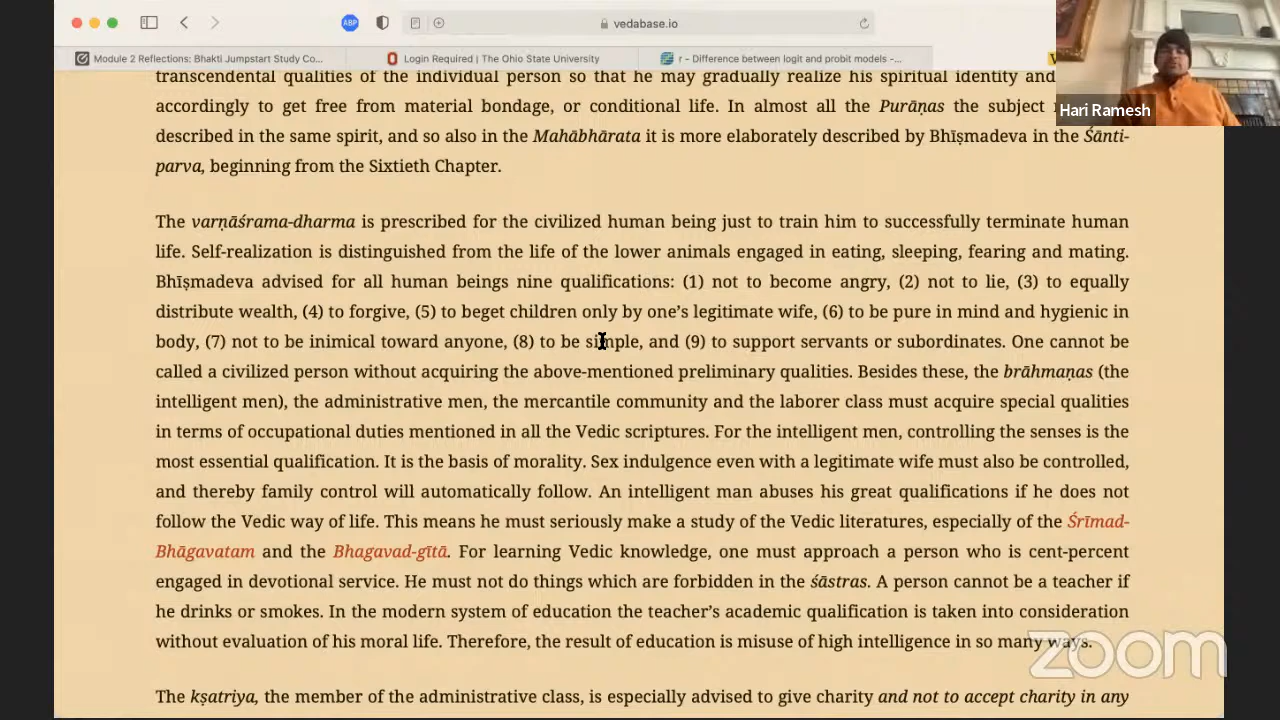 ABP
vedabase.io
Module 2 Reflections: Bhakti Jumpstart Study Co...
Login Required | The Ohio State University
r - Difference between logit and probit models -...
Hari Ramesh
transcendental qualities of the individual person so that he may gradually realize his spiritual identity and
accordingly to get free from material bondage, or conditional life. In almost all the Purāṇas the subject
described in the same spirit, and so also in the Mahābhārata it is more elaborately described by Bhīṣmadeva in the Śānti-
parva, beginning from the Sixtieth Chapter.
The varṇāśrama-dharma is prescribed for the civilized human being just to train him to successfully terminate human
life. Self-realization is distinguished from the life of the lower animals engaged in eating, sleeping, fearing and mating.
Bhīṣmadeva advised for all human beings nine qualifications: (1) not to become angry, (2) not to lie, (3) to equally
distribute wealth, (4) to forgive, (5) to beget children only by one’s legitimate wife, (6) to be pure in mind and hygienic in
body, (7) not to be inimical toward anyone, (8) to be simple, and (9) to support servants or subordinates. One cannot be
called a civilized person without acquiring the above-mentioned preliminary qualities. Besides these, the brāhmaṇas (the
intelligent men), the administrative men, the mercantile community and the laborer class must acquire special qualities
in terms of occupational duties mentioned in all the Vedic scriptures. For the intelligent men, controlling the senses is the
most essential qualification. It is the basis of morality. Sex indulgence even with a legitimate wife must also be controlled,
and thereby family control will automatically follow. An intelligent man abuses his great qualifications if he does not
follow the Vedic way of life. This means he must seriously make a study of the Vedic literatures, especially of the Śrīmad-
Bhāgavatam and the Bhagavad-gītā. For learning Vedic knowledge, one must approach a person who is cent-percent
engaged in devotional service. He must not do things which are forbidden in the śāstras. A person cannot be a teacher if
he drinks or smokes. In the modern system of education the teacher’s academic qualification is taken into consideration
without evaluation of his moral life. Therefore, the result of education is misuse of high intelligence in so many ways.
zoom
The kṣatriya, the member of the administrative class, is especially advised to give charity and not to accept charity in any